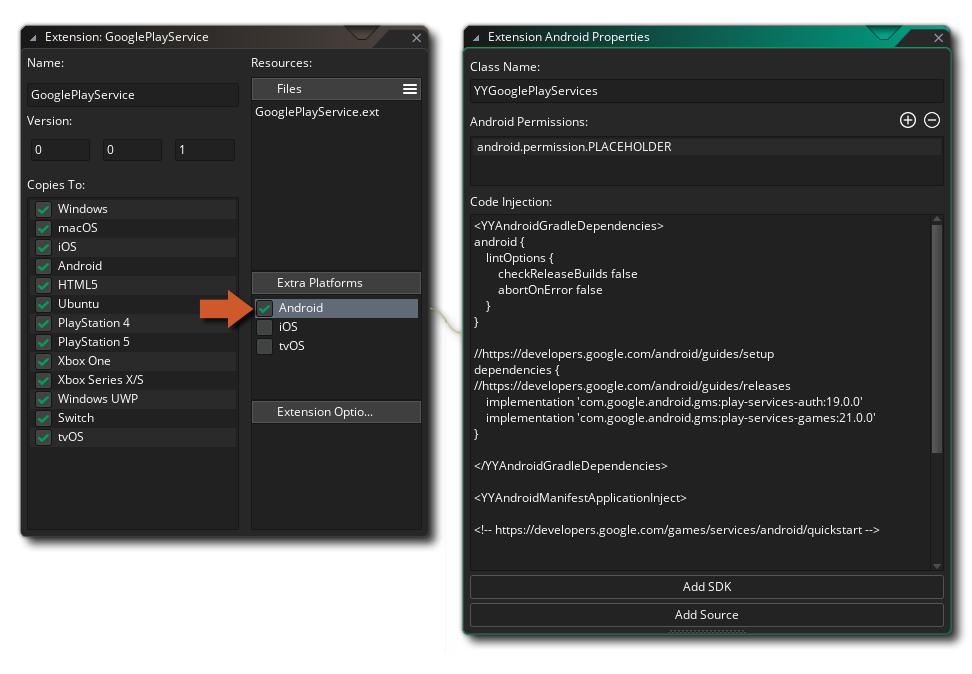 Extension: GooglePlayService
Name:
GooglePlayService
Version:
0
0
1
Copies To:
Windows
macOS
iOS
Android
HTML5
Ubuntu
PlayStation 4
PlayStation 5
Xbox One
Xbox Series X/S
Windows UWP
Switch
tvOS
Resources:
Files
GooglePlayService.ext
Extra Platforms
Android
iOS
tvOS
Extension Optio...
Extension Android Properties
Class Name:
YYGooglePlayServices
Android Permissions:
android.permission.PLACEHOLDER
Code Injection:
<YYAndroidGradleDependencies>
android {
lintOptions {
checkReleaseBuilds false
abortOnError false
}
}
//https://developers.google.com/android/guides/setup
dependencies {
//https://developers.google.com/android/guides/releases
implementation 'com.google.android.gms:play-services-auth:19.0.0'
implementation 'com.google.android.gms:play-services-games:21.0.0'
}
</YYAndroidGradleDependencies>
<YYAndroidManifestApplicationInject>
<!-- https://developers.google.com/games/services/android/quickstart -->
Add SDK
Add Source